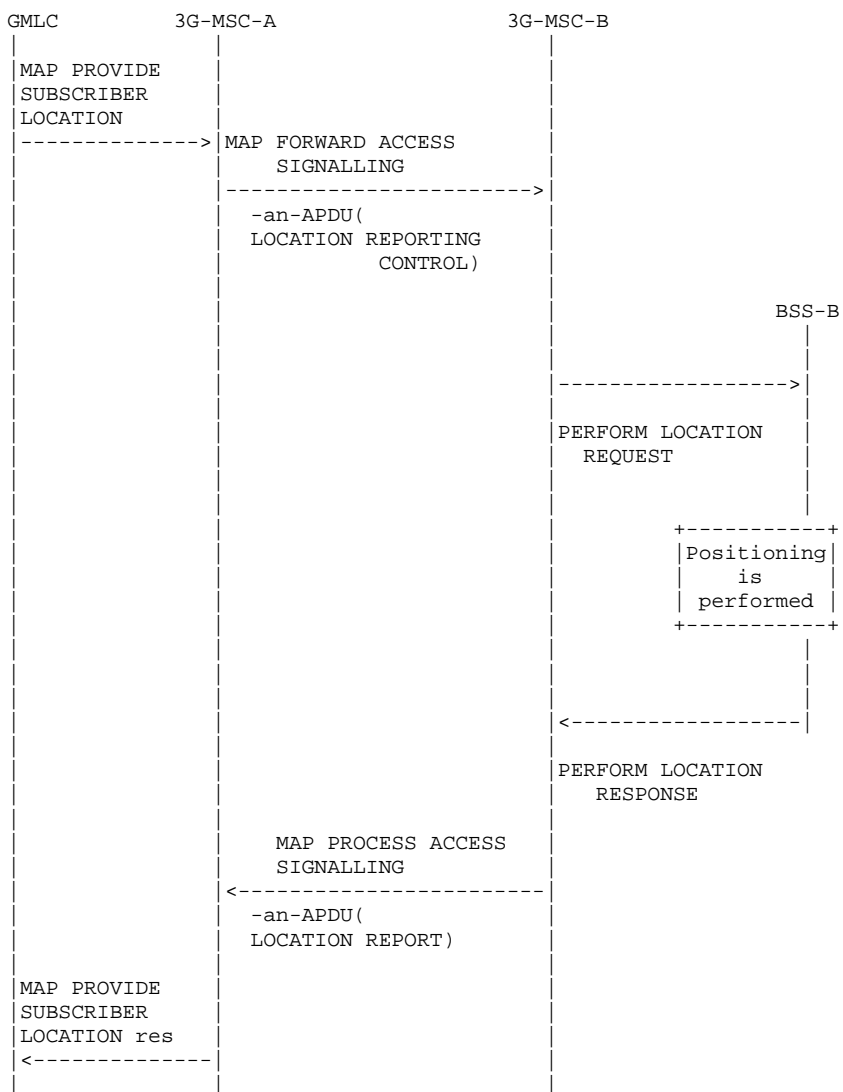 GMLC 3G-MSC-A 3G-MSC-B
MAP PROVIDE
SUBSCRIBER
LOCATION
MAP FORWARD ACCESS
SIGNALLING
-an-APDU(
LOCATION REPORTING
CONTROL)
BSS-B
PERFORM LOCATION
REQUEST
Positioning
is
performed
PERFORM LOCATION
RESPONSE
MAP PROCESS ACCESS
SIGNALLING
-an-APDU(
LOCATION REPORT)
MAP PROVIDE
SUBSCRIBER
LOCATION res